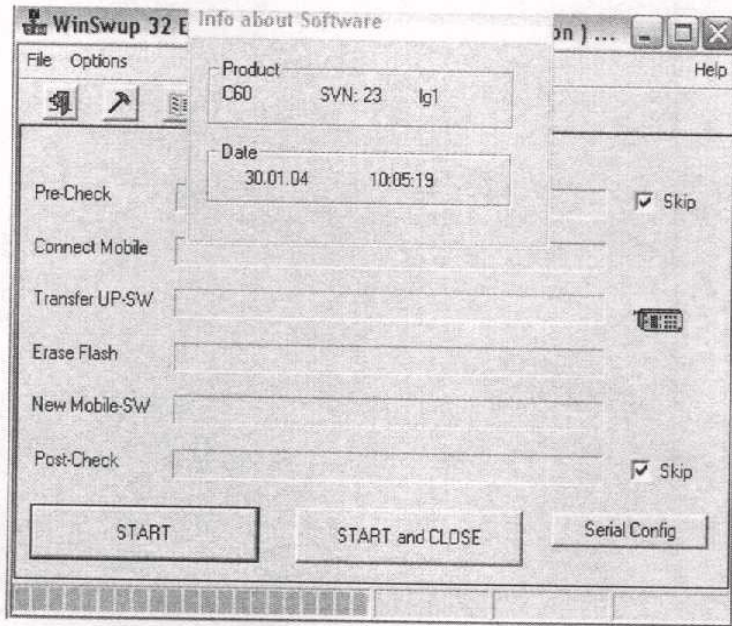 WinSwup 32 E
Info about Software
on ) ...
File Options
Help
Product
C60 SVN: 23 lg1
Date
30.01.04 10:05:19
Pre-Check
Skip
Connect Mobile
Transfer UP-SW
Erase Flash
New Mobile-SW
Post-Check
Skip
START
START and CLOSE
Serial Config